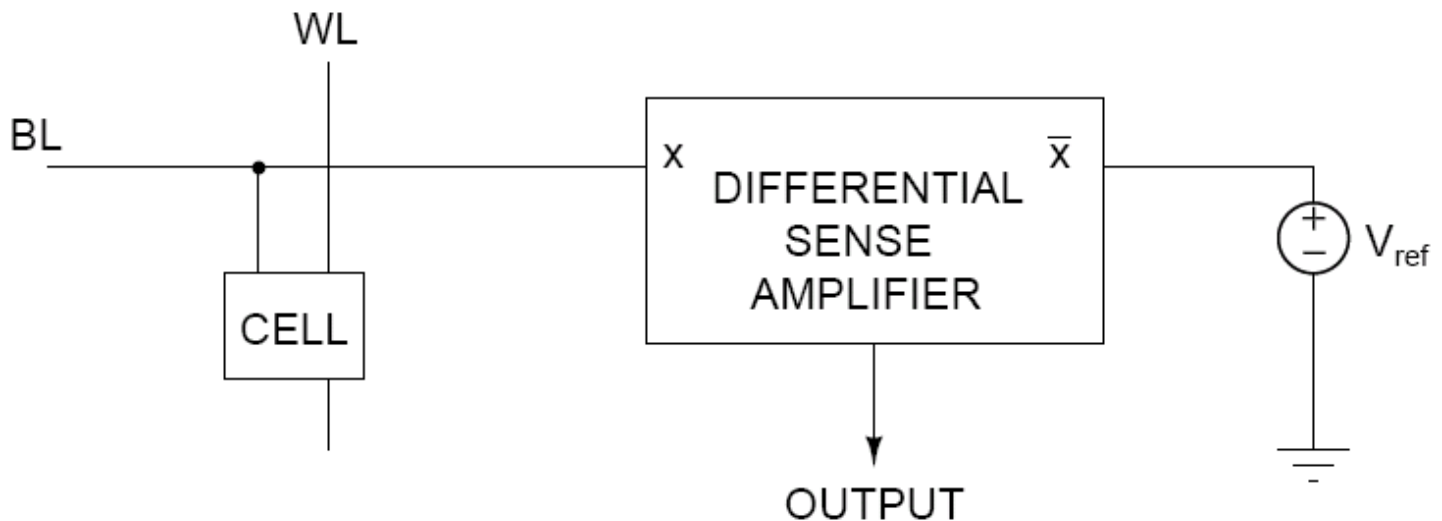 WL
BL
x
x̅
DIFFERENTIAL
SENSE
AMPLIFIER
+
−
Vref
CELL
OUTPUT